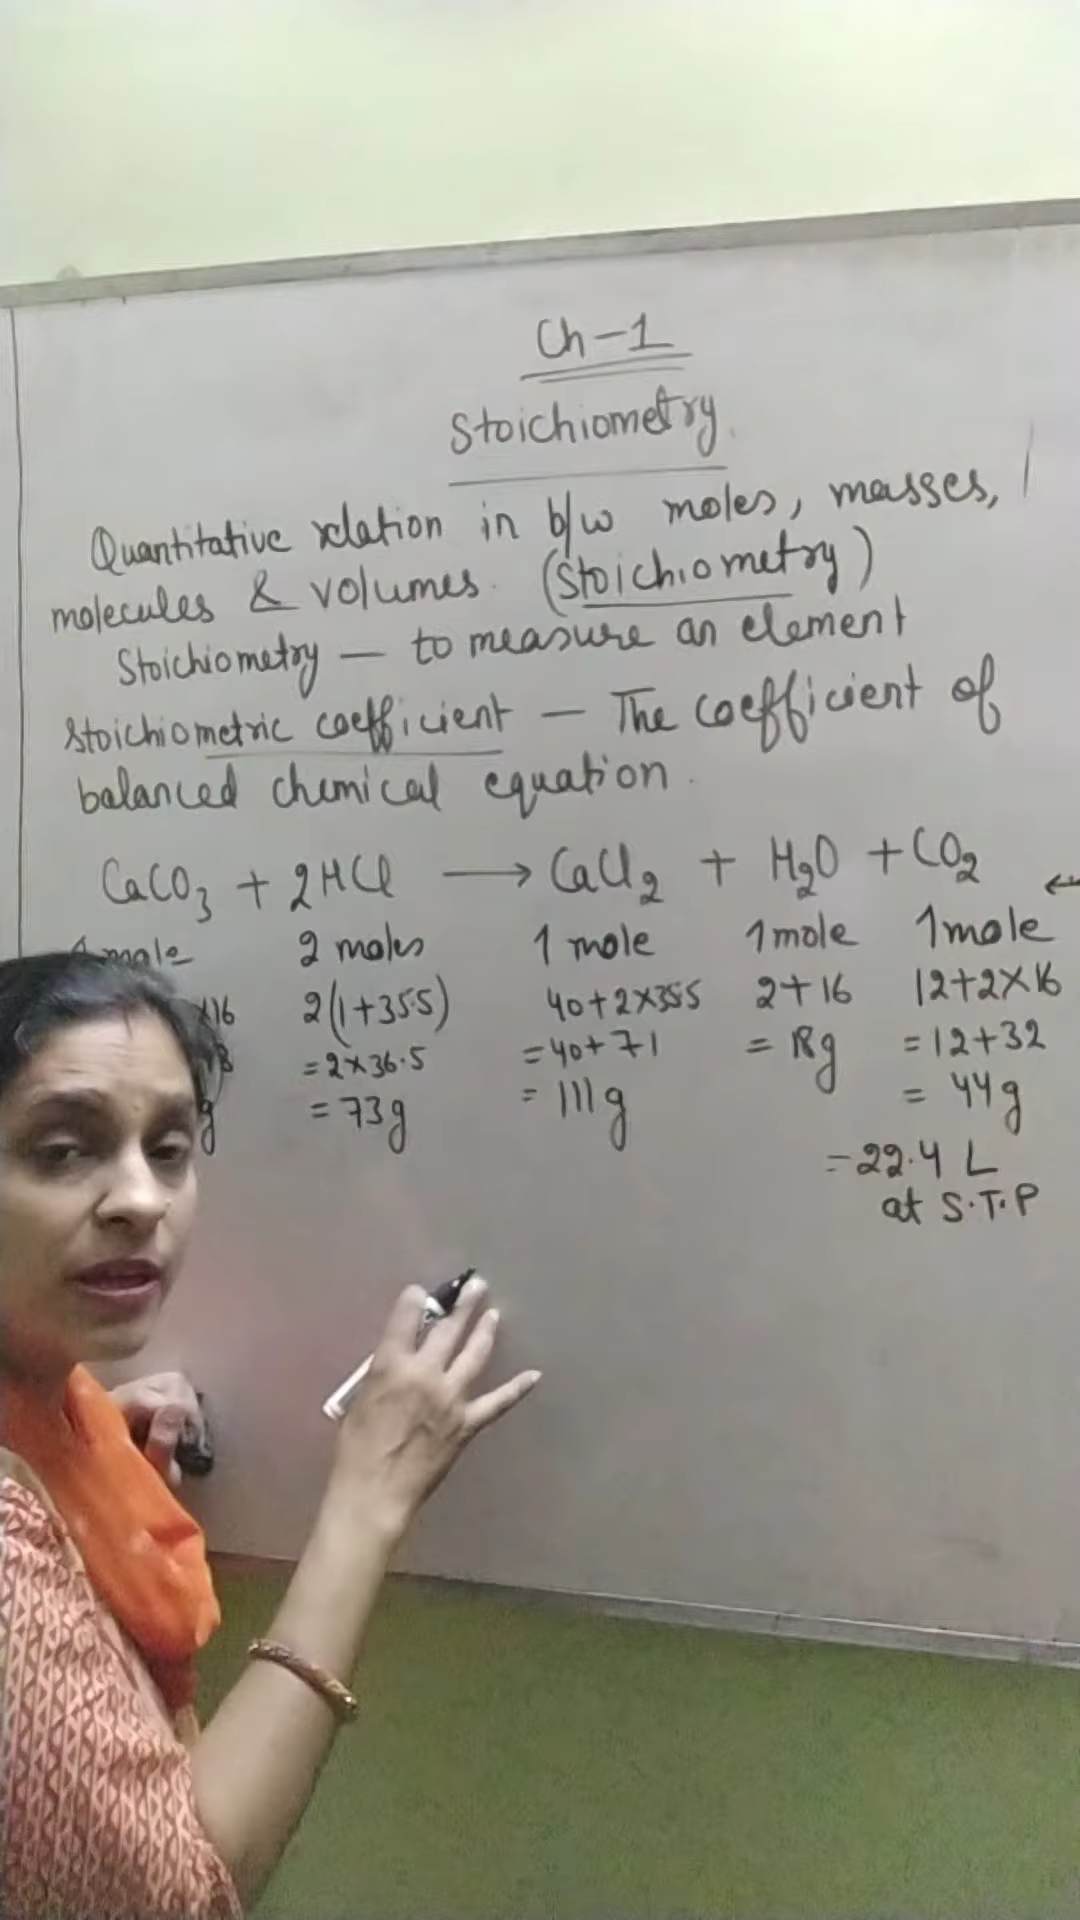 Ch-1
Stoichiometry.
Quantitative relation in b/w moles, masses,
molecules & volumes. (Stoichiometry)
Stoichiometry — to measure an element
Stoichiometric coefficient — The coefficient of
balanced chemical equation.
CaCO3 + 2HCl → CaCl2 + H2O + CO2 ←
mole 2 moles 1 mole 1 mole 1 mole
x16 2(1+35.5) 40+2×35.5 2+16 12+2×16
=2×36.5 =40+71 = 18g =12+32
g =73g = 111g = 44g
=22.4 L
at S.T.P